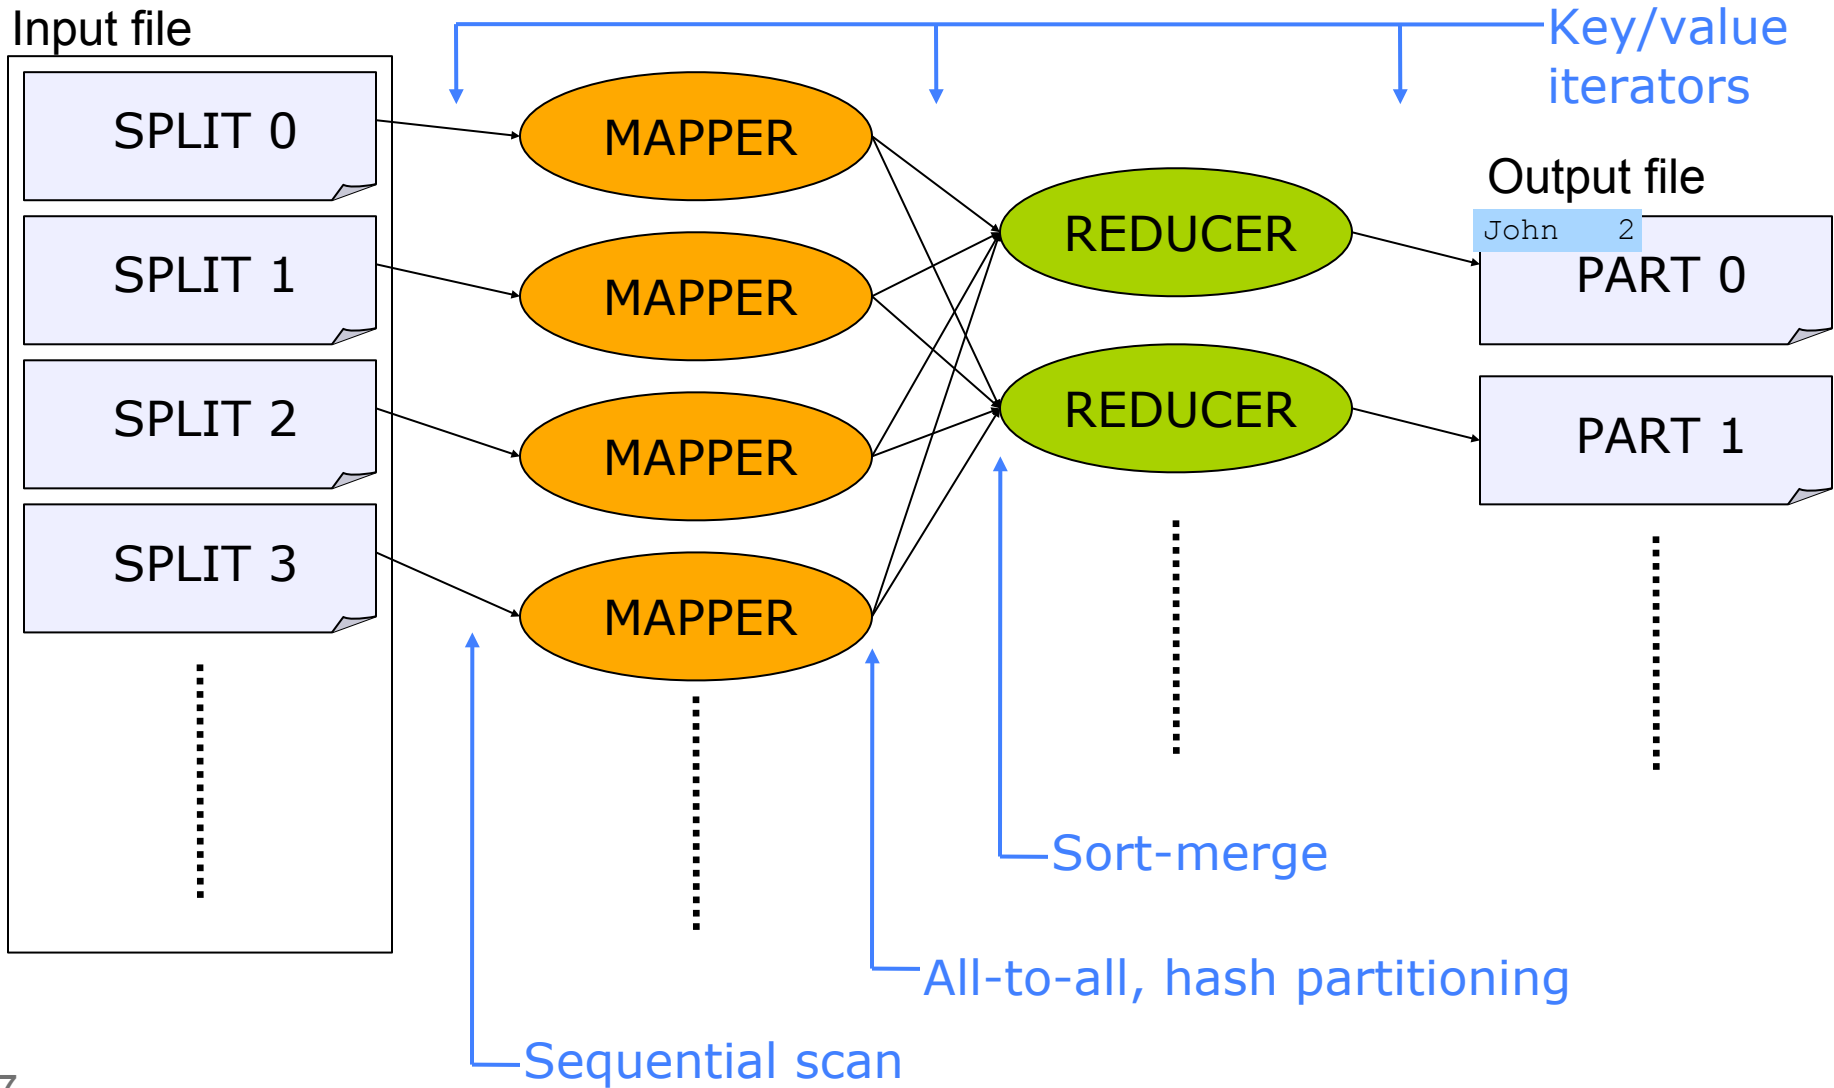 Input file
Key/value
iterators
SPLIT 0
MAPPER
Output file
John 2
REDUCER
SPLIT 1
MAPPER
PART 0
SPLIT 2
MAPPER
REDUCER
PART 1
SPLIT 3
MAPPER
Sort-merge
All-to-all, hash partitioning
Sequential scan